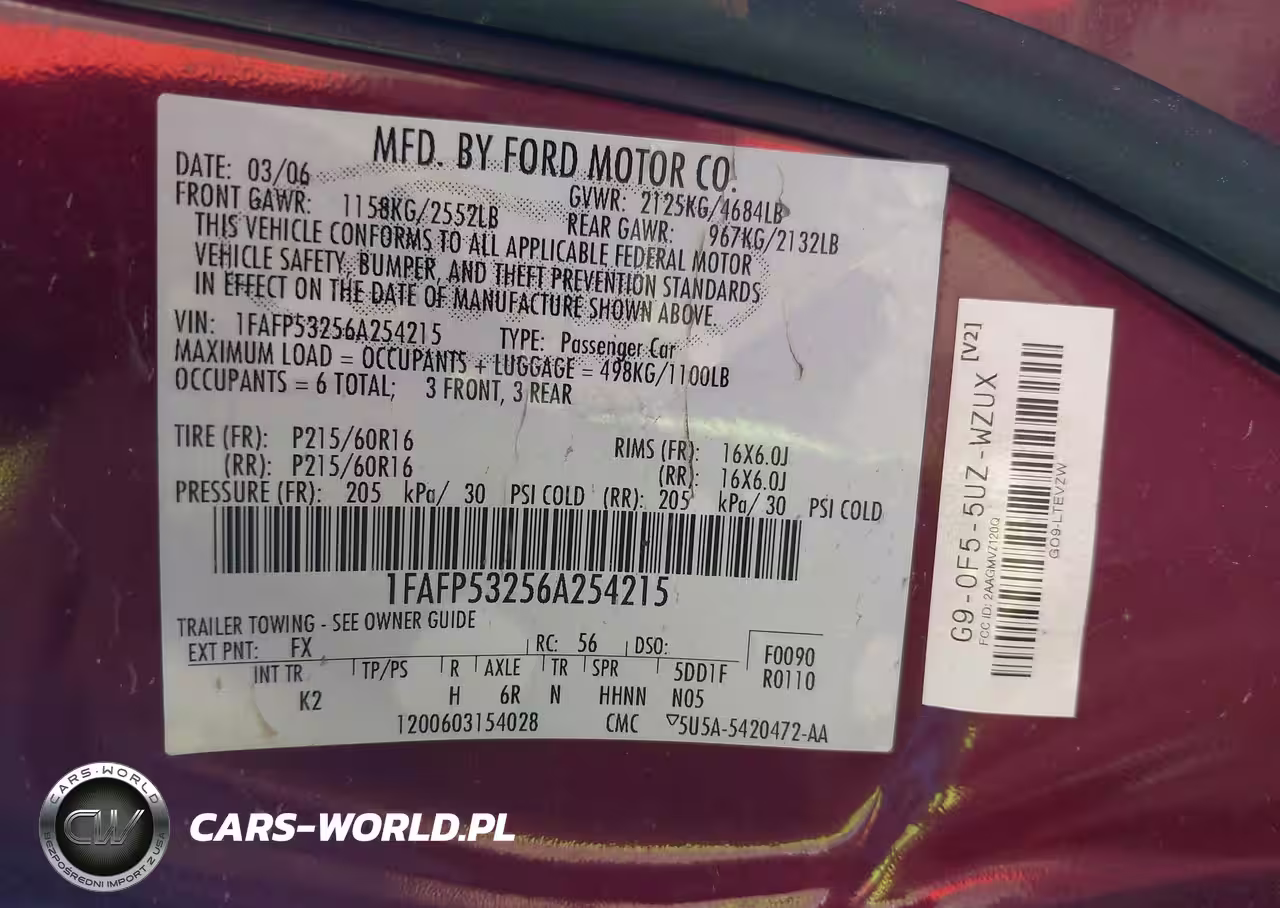 MFD. BY FORD MOTOR CO.
DATE: 03/06
GVWR: 2125KG/4684LB
FRONT GAWR: 1158KG/2552LB
REAR GAWR: 967KG/2132LB
THIS VEHICLE CONFORMS TO ALL APPLICABLE FEDERAL MOTOR
VEHICLE SAFETY, BUMPER, AND THEFT PREVENTION STANDARDS
IN EFFECT ON THE DATE OF MANUFACTURE SHOWN ABOVE.
VIN: 1FAFP53256A254215 TYPE: Passenger Car
MAXIMUM LOAD = OCCUPANTS + LUGGAGE = 498KG/1100LB
OCCUPANTS = 6 TOTAL; 3 FRONT, 3 REAR
TIRE (FR): P215/60R16 RIMS (FR): 16X6.0J
(RR): P215/60R16 (RR): 16X6.0J
PRESSURE (FR): 205 kPa/ 30 PSI COLD (RR): 205 kPa/ 30 PSI COLD
1FAFP53256A254215
TRAILER TOWING - SEE OWNER GUIDE
EXT PNT: FX RC: 56 DSO: F0090
INT TR TP/PS R AXLE TR SPR 5DD1F R0110
K2 H 6R N HHNN N05
1200603154028 CMC ▽5U5A-5420472-AA
G9-0F5-5UZ-WZUX [V2]
FCC ID: 2AAGMV7120Q
GO9-LTEVZW
CARS-WORLD
CW
BEZPOŚREDNI IMPORT Z USA
CARS-WORLD.PL